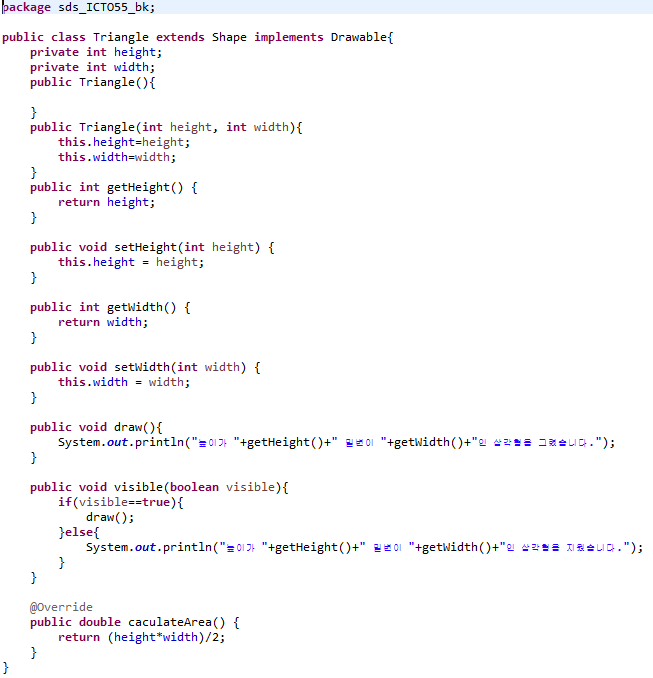 package sds_ICTO55_bk;
public class Triangle extends Shape implements Drawable{
private int height;
private int width;
public Triangle(){
}
public Triangle(int height, int width){
this.height=height;
this.width=width;
}
public int getHeight() {
return height;
}
public void setHeight(int height) {
this.height = height;
}
public int getWidth() {
return width;
}
public void setWidth(int width) {
this.width = width;
}
public void draw(){
System.out.println("높이가 "+getHeight()+" 밑변이 "+getWidth()+"인 삼각형을 그렸습니다.");
}
public void visible(boolean visible){
if(visible==true){
draw();
}else{
System.out.println("높이가 "+getHeight()+" 밑변이 "+getWidth()+"인 삼각형을 지웠습니다.");
}
}
@Override
public double caculateArea() {
return (height*width)/2;
}
}